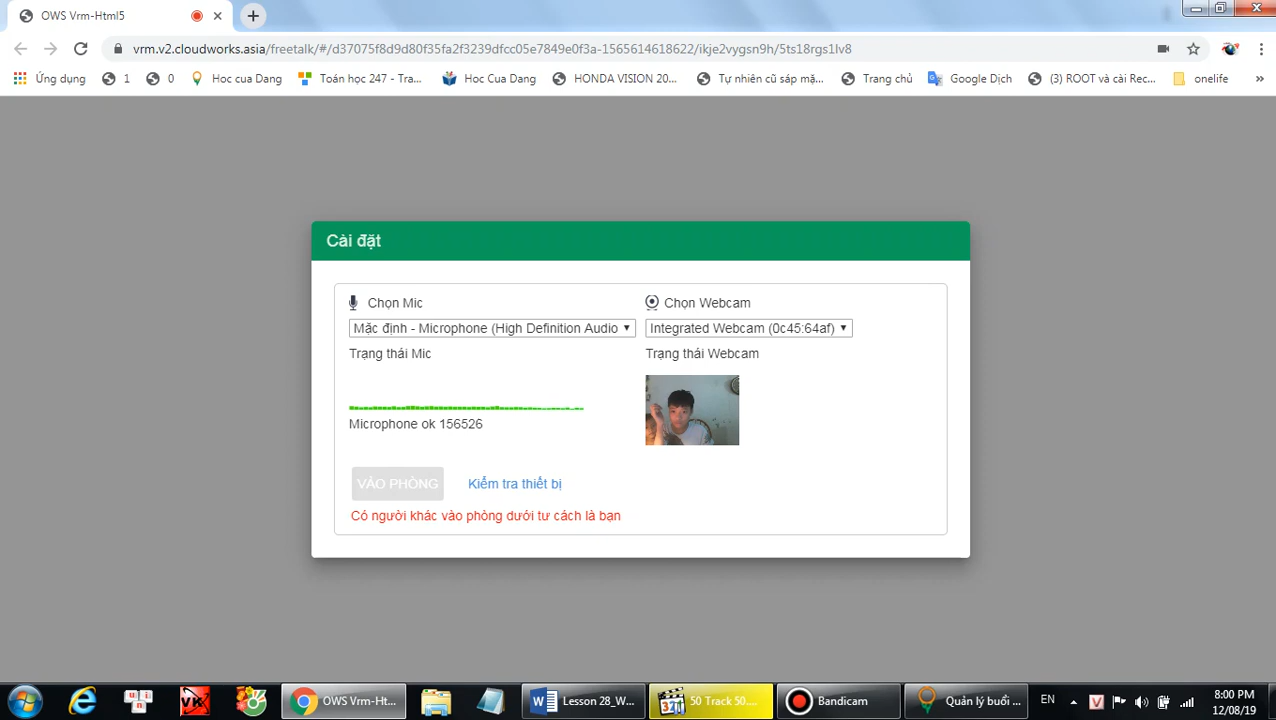 OWS Vrm-Html5
vrm.v2.cloudworks.asia/freetalk/#/d37075f8d9d80f35fa2f3239dfcc05e7849e0f3a-1565614618622/ikje2vygsn9h/5ts18rgs1lv8
Ứng dụng 1 0 Hoc cua Dang Toán học 247 - Tra... Học Cua Dang HONDA VISION 20... Tự nhiên cũ sáp mặ... Trang chủ Google Dịch (3) ROOT và cài Rec... onelife »
Cài đặt
Chọn Mic Chọn Webcam
Mặc định - Microphone (High Definition Audio Integrated Webcam (0c45:64af)
Trạng thái Mic Trạng thái Webcam
Microphone ok 156526
VÀO PHÒNG Kiểm tra thiết bị
Có người khác vào phòng dưới tư cách là bạn
OWS Vrm-Ht... Lesson 28_W... 50 Track 50.... Bandicam Quản lý buổi ... EN 8:00 PM
12/08/19